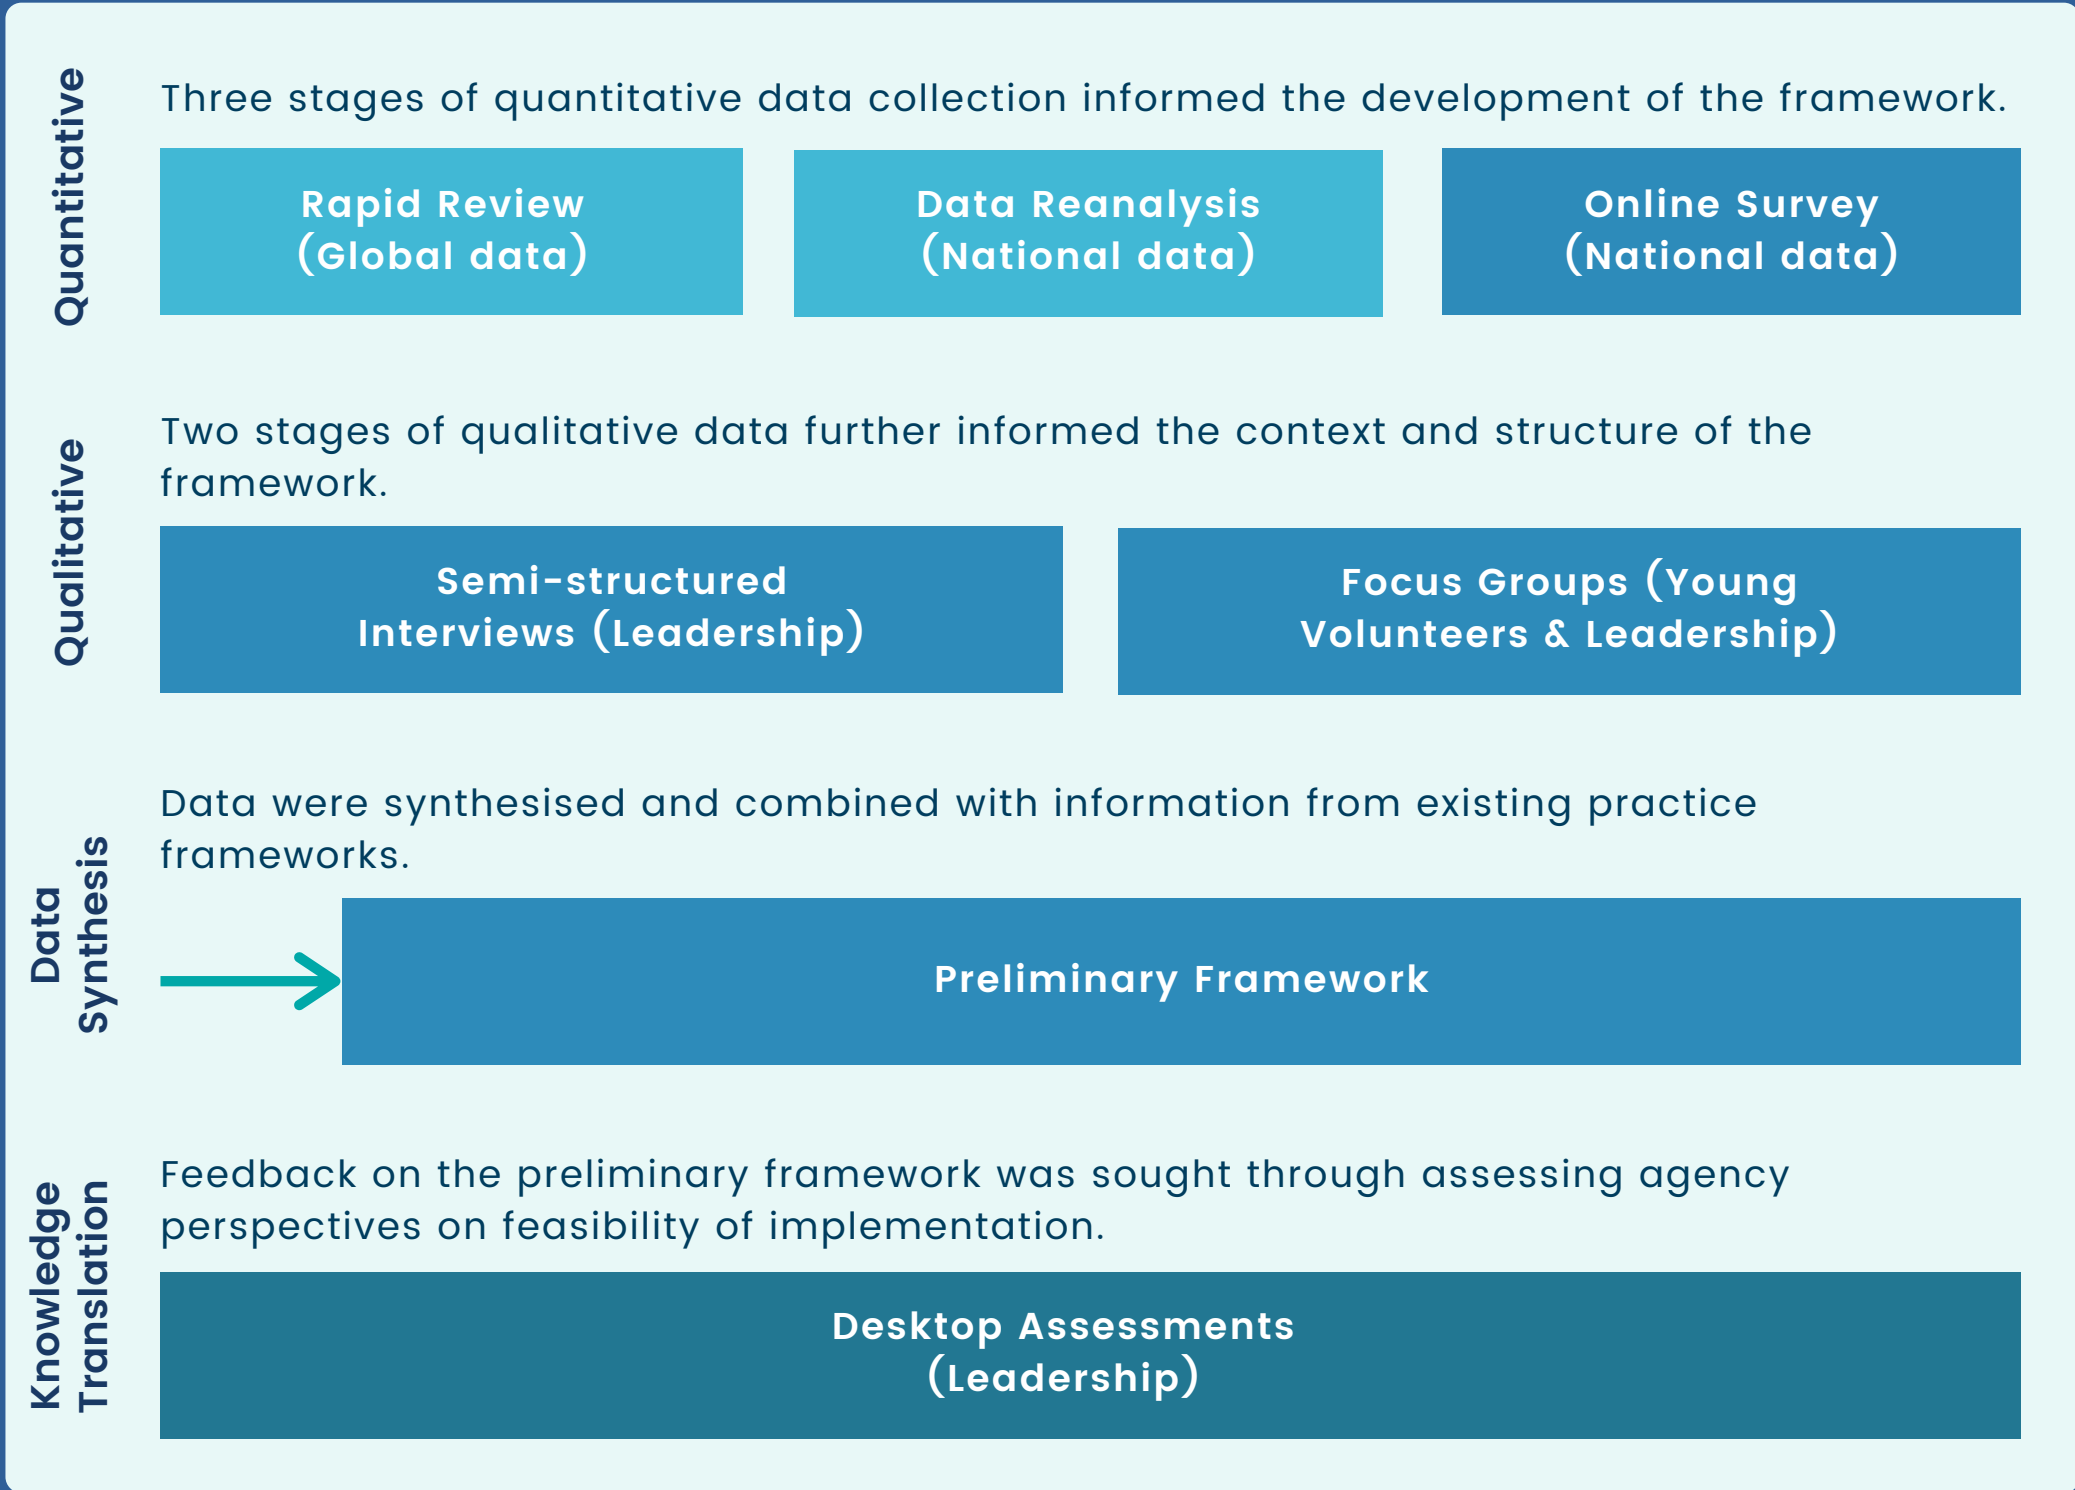 Quantitative
Three stages of quantitative data collection informed the development of the framework.
Rapid Review
(Global data)
Data Reanalysis
(National data)
Online Survey
(National data)
Qualitative
Two stages of qualitative data further informed the context and structure of the
framework.
Semi-structured
Interviews (Leadership)
Focus Groups (Young
Volunteers & Leadership)
Data
Synthesis
Data were synthesised and combined with information from existing practice
frameworks.
Preliminary Framework
Knowledge
Translation
Feedback on the preliminary framework was sought through assessing agency
perspectives on feasibility of implementation.
Desktop Assessments
(Leadership)